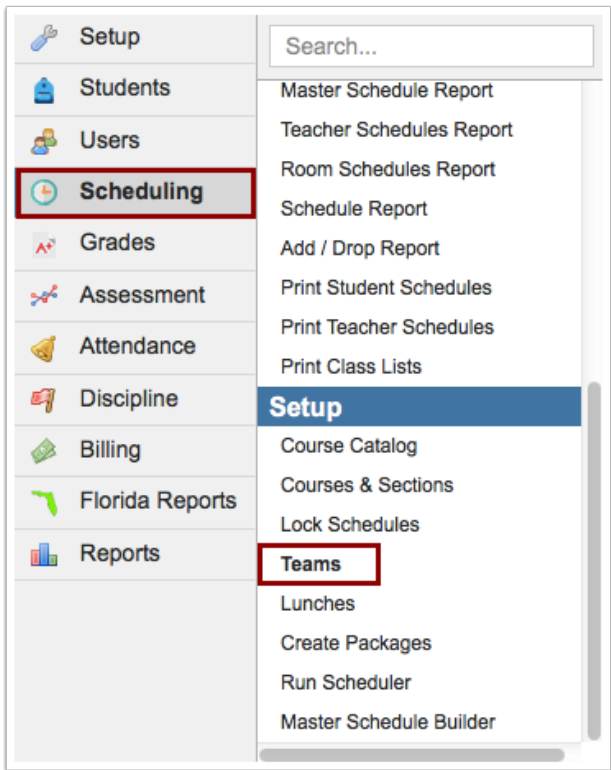 Setup
Students
Users
Scheduling
Grades
Assessment
Attendance
Discipline
Billing
Florida Reports
Reports
Search...
Master Schedule Report
Teacher Schedules Report
Room Schedules Report
Schedule Report
Add / Drop Report
Print Student Schedules
Print Teacher Schedules
Print Class Lists
Setup
Course Catalog
Courses & Sections
Lock Schedules
Teams
Lunches
Create Packages
Run Scheduler
Master Schedule Builder